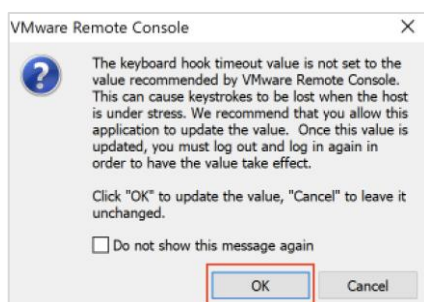 VMware Remote Console
The keyboard hook timeout value is not set to the
value recommended by VMware Remote Console.
This can cause keystrokes to be lost when the host
is under stress. We recommend that you allow this
application to update the value. Once this value is
updated, you must log out and log in again in
order to have the value take effect.
Click "OK" to update the value, "Cancel" to leave it
unchanged.
Do not show this message again
OK Cancel